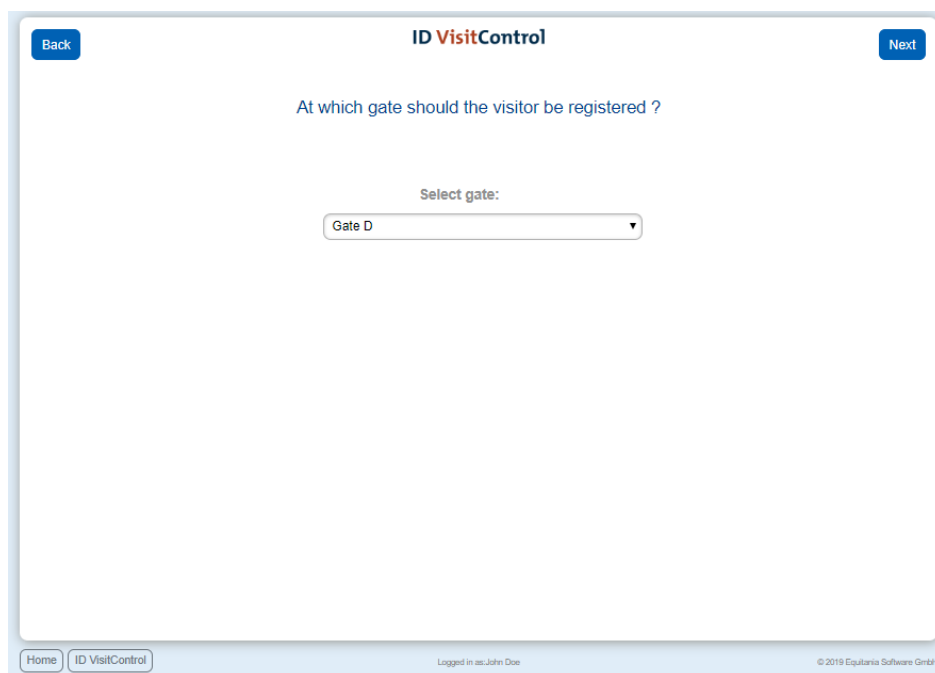 Back
ID VisitControl
Next
At which gate should the visitor be registered ?
Select gate:
Gate D
Home
ID VisitControl
Logged in as:John Doe
© 2019 Equitania Software GmbH